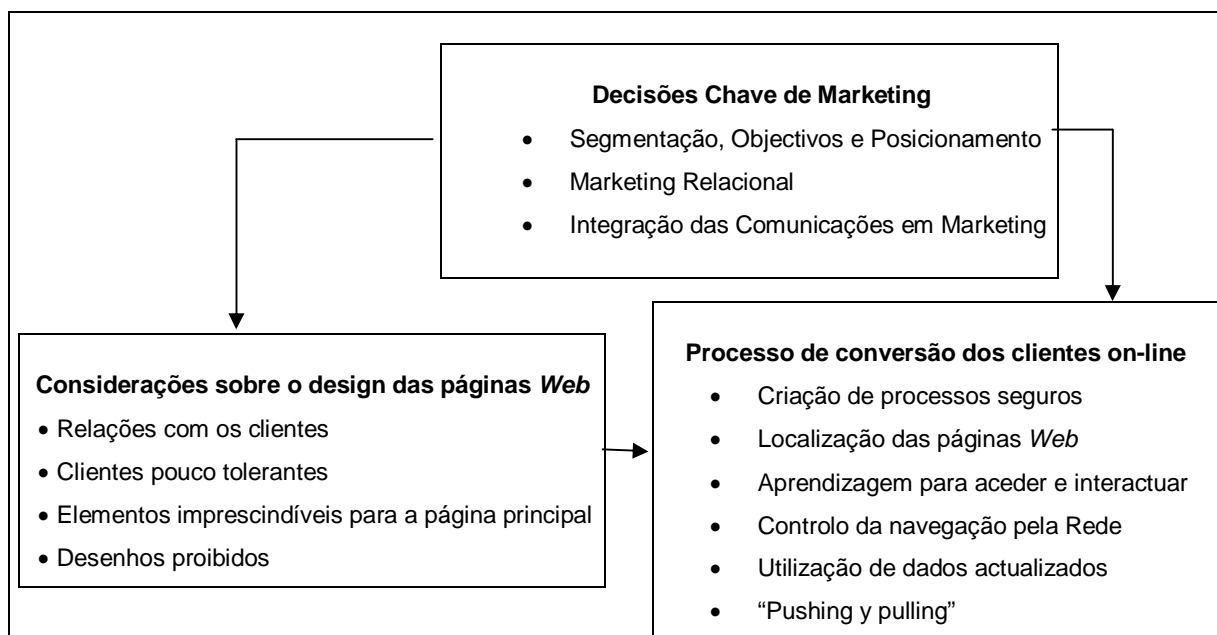 Decisões Chave de Marketing
• Segmentação, Objectivos e Posicionamento
• Marketing Relacional
• Integração das Comunicações em Marketing
Considerações sobre o design das páginas Web
• Relações com os clientes
• Clientes pouco tolerantes
• Elementos imprescindíveis para a página principal
• Desenhos proibidos
Processo de conversão dos clientes on-line
• Criação de processos seguros
• Localização das páginas Web
• Aprendizagem para aceder e interactuar
• Controlo da navegação pela Rede
• Utilização de dados actualizados
• “Pushing y pulling”